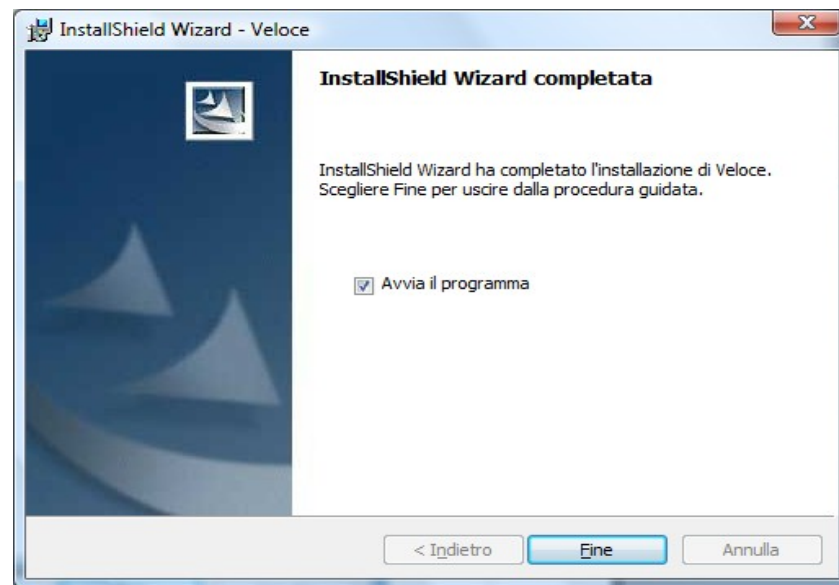 InstallShield Wizard - Veloce
InstallShield Wizard completata
InstallShield Wizard ha completato l'installazione di Veloce.
Scegliere Fine per uscire dalla procedura guidata.
Avvia il programma
< Indietro
Fine
Annulla